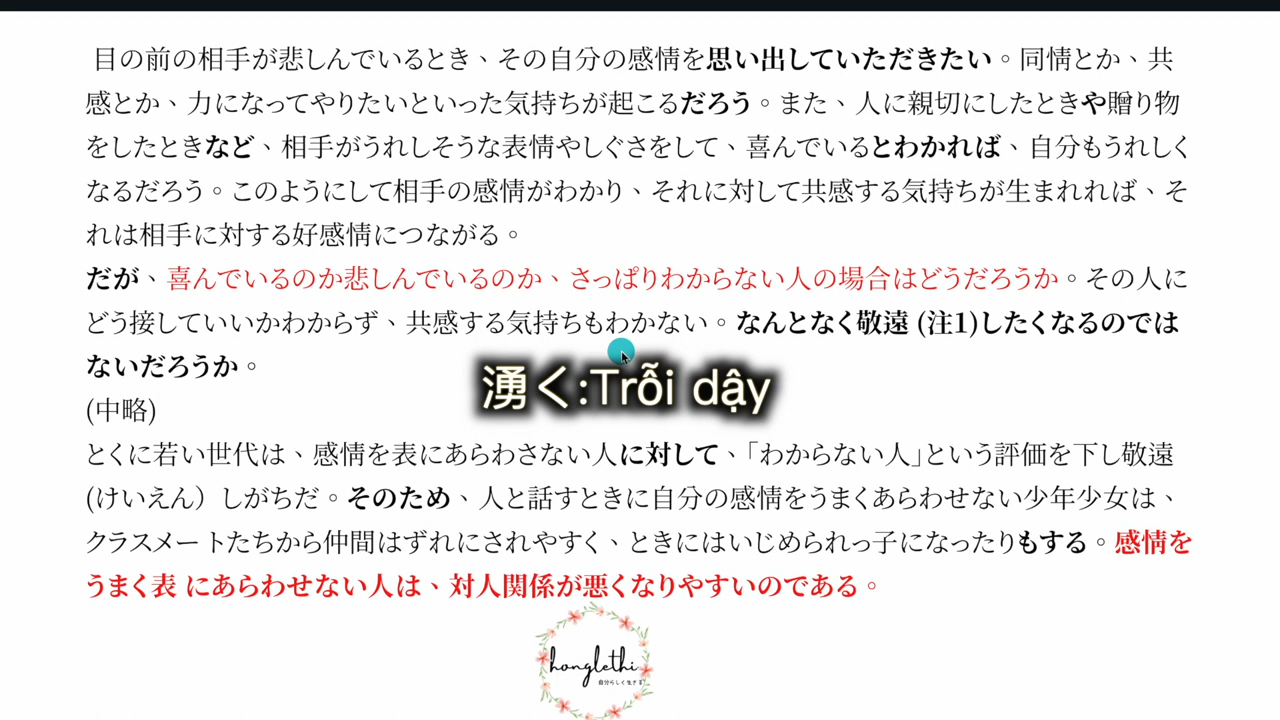 目の前の相手が悲しんでいるとき、その自分の感情を思い出していただきたい。同情とか、共
感とか、力になってやりたいといった気持ちが起こるだろう。また、人に親切にしたときや贈り物
をしたときなど、相手がうれしそうな表情やしぐさをして、喜んでいるとわかれば、自分もうれしく
なるだろう。このようにして相手の感情がわかり、それに対して共感する気持ちが生まれれば、そ
れは相手に対する好感情につながる。
だが、喜んでいるのか悲しんでいるのか、さっぱりわからない人の場合はどうだろうか。その人に
どう接していいかわからず、共感する気持ちもわかない。なんとなく敬遠 (注1)したくなるのでは
ないだろうか。
湧く:Trỗi dậy
(中略)
とくに若い世代は、感情を表にあらわさない人に対して、「わからない人」という評価を下し敬遠
(けいえん）しがちだ。そのため、人と話すときに自分の感情をうまくあらわせない少年少女は、
クラスメートたちから仲間はずれにされやすく、ときにはいじめられっ子になったりもする。感情を
うまく表 にあらわせない人は、対人関係が悪くなりやすいのである。
honglethi
自分らしく生きる